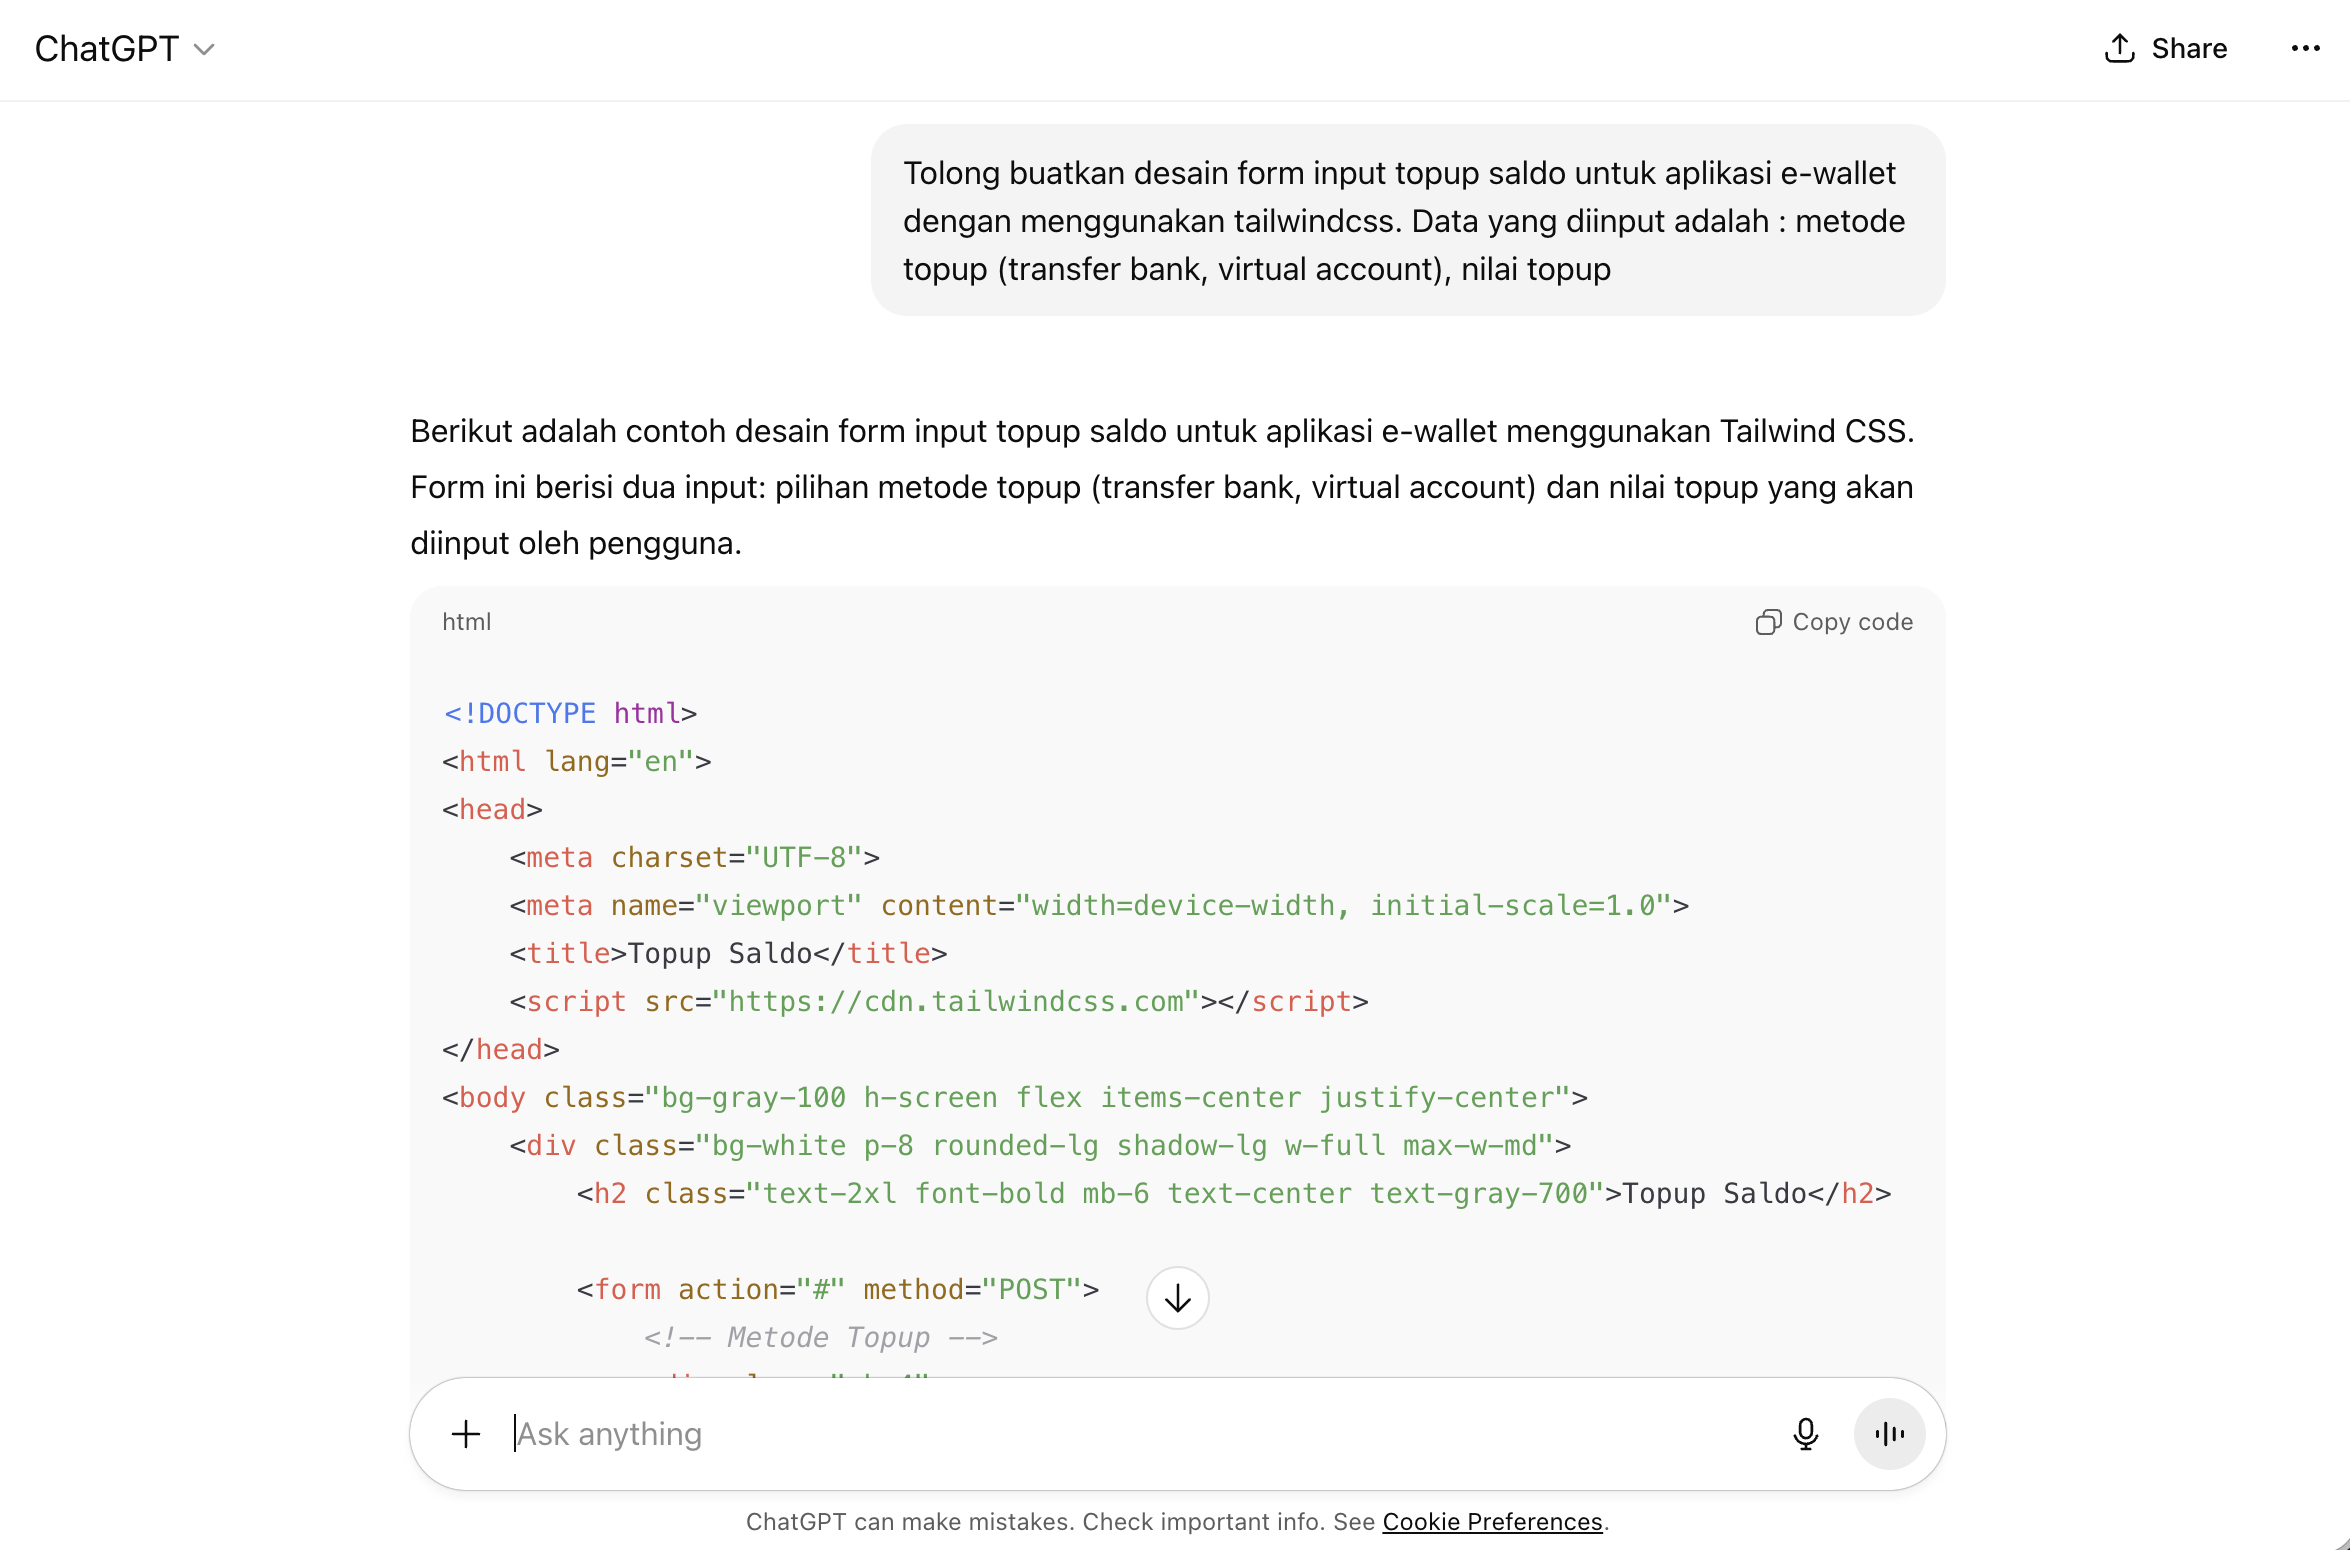 ChatGPT
Share
Tolong buatkan desain form input topup saldo untuk aplikasi e-wallet
dengan menggunakan tailwindcss. Data yang diinput adalah : metode
topup (transfer bank, virtual account), nilai topup
Berikut adalah contoh desain form input topup saldo untuk aplikasi e-wallet menggunakan Tailwind CSS.
Form ini berisi dua input: pilihan metode topup (transfer bank, virtual account) dan nilai topup yang akan
diinput oleh pengguna.
html
Copy code
<!DOCTYPE html>
<html lang="en">
<head>
    <meta charset="UTF-8">
    <meta name="viewport" content="width=device-width, initial-scale=1.0">
    <title>Topup Saldo</title>
    <script src="https://cdn.tailwindcss.com"></script>
</head>
<body class="bg-gray-100 h-screen flex items-center justify-center">
    <div class="bg-white p-8 rounded-lg shadow-lg w-full max-w-md">
        <h2 class="text-2xl font-bold mb-6 text-center text-gray-700">Topup Saldo</h2>
        <form action="#" method="POST">
            <!-- Metode Topup -->
Ask anything
ChatGPT can make mistakes. Check important info. See Cookie Preferences.